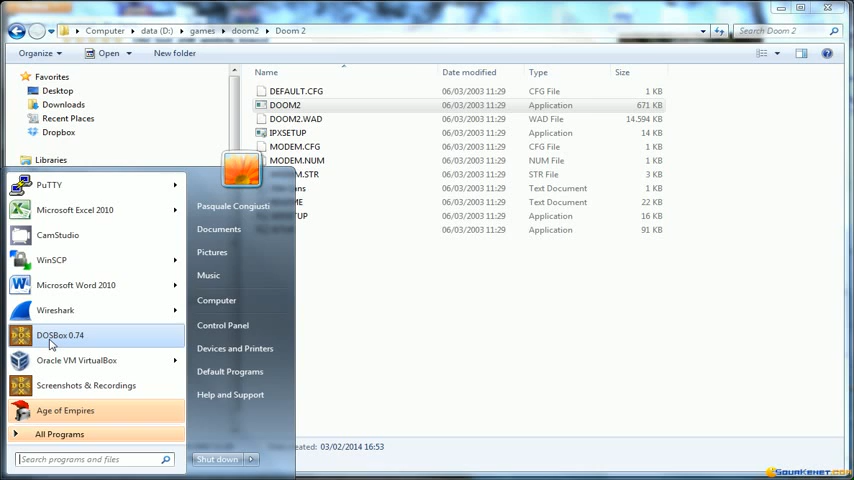 Computer ▸ data (D:) ▸ games ▸ doom2 ▸ Doom 2
Search Doom 2
Organize
Open
New folder
Favorites
Desktop
Downloads
Recent Places
Dropbox
Libraries
Name Date modified Type Size
DEFAULT.CFG 06/03/2003 11:29 CFG File 1 KB
DOOM2 06/03/2003 11:29 Application 671 KB
DOOM2.WAD 06/03/2003 11:29 WAD File 14.594 KB
IPXSETUP 06/03/2003 11:29 Application 14 KB
MODEM.CFG 06/03/2003 11:29 CFG File 1 KB
MODEM.NUM 06/03/2003 11:29 NUM File 1 KB
M.STR 06/03/2003 11:29 STR File 3 KB
06/03/2003 11:29 Text Document 1 KB
ME 06/03/2003 11:29 Text Document 22 KB
UP 06/03/2003 11:29 Application 16 KB
06/03/2003 11:29 Application 91 KB
created: 03/02/2014 16:53
PuTTY
Microsoft Excel 2010
CamStudio
WinSCP
Microsoft Word 2010
Wireshark
DOSBox 0.74
Oracle VM VirtualBox
Screenshots & Recordings
Age of Empires
All Programs
Search programs and files
Pasquale Congiusti
Documents
Pictures
Music
Computer
Control Panel
Devices and Printers
Default Programs
Help and Support
Shut down
SquaKenet.com